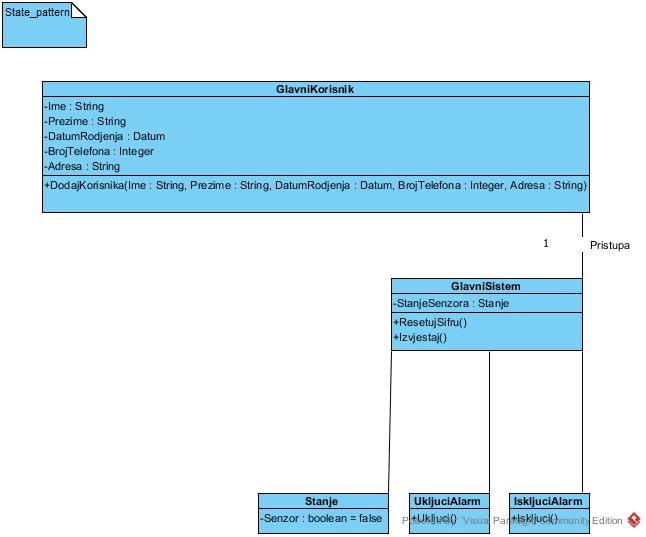 State_pattern
GlavniKorisnik
-Ime : String
-Prezime : String
-DatumRodjenja : Datum
-BrojTelefona : Integer
-Adresa : String
+DodajKorisnika(Ime : String, Prezime : String, DatumRodjenja : Datum, BrojTelefona : Integer, Adresa : String)
1
Pristupa
GlavniSistem
-StanjeSenzora : Stanje
+ResetujSifru()
+Izvjestaj()
Stanje
UkljuciAlarm
IskljuciAlarm
-Senzor : boolean = false
+Ukljuci()
+Iskljuci()
Visual Paradigm Community Edition